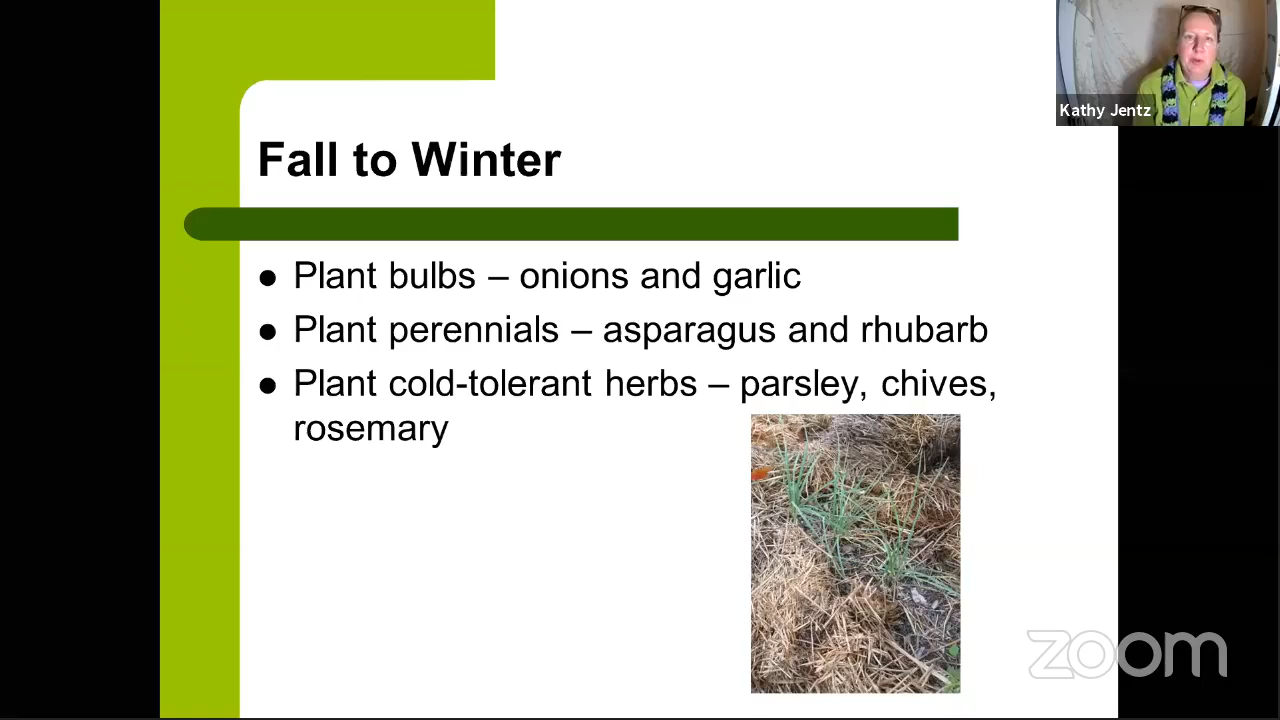 Kathy Jentz
Fall to Winter
● Plant bulbs – onions and garlic
● Plant perennials – asparagus and rhubarb
● Plant cold-tolerant herbs – parsley, chives,
rosemary
zoom